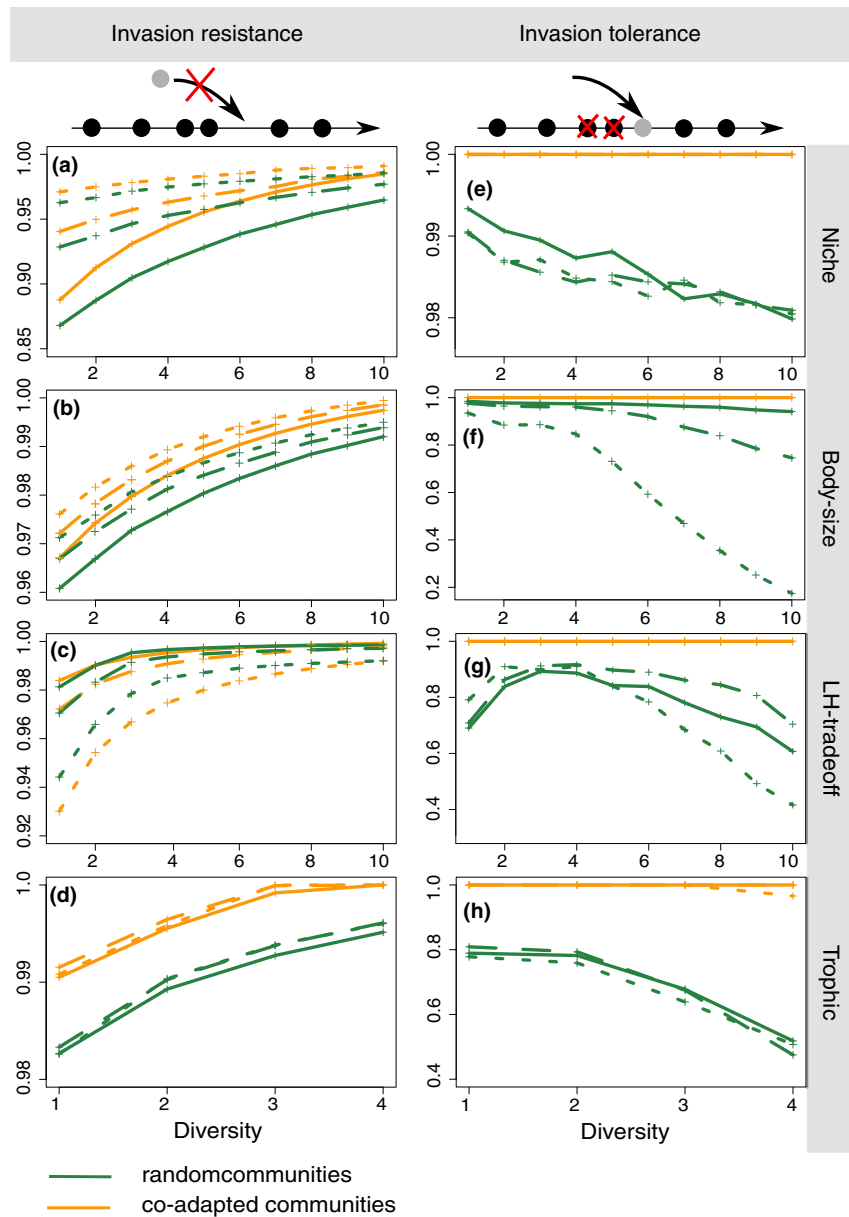 Invasion resistance
Invasion tolerance
(a)
1.00
0.95
0.90
0.85
2 4 6 8 10
(e)
1.00
0.99
0.98
2 4 6 8 10
Niche
(b)
1.00
0.99
0.98
0.97
0.96
2 4 6 8 10
(f)
1.0
0.8
0.6
0.4
0.2
2 4 6 8 10
Body-size
(c)
1.00
0.98
0.96
0.94
0.92
2 4 6 8 10
(g)
1.0
0.8
0.6
0.4
2 4 6 8 10
LH-tradeoff
(d)
1.0
0.99
0.98
1 2 3 4
Diversity
(h)
1.0
0.8
0.6
0.4
1 2 3 4
Diversity
Trophic
randomcommunities
co-adapted communities